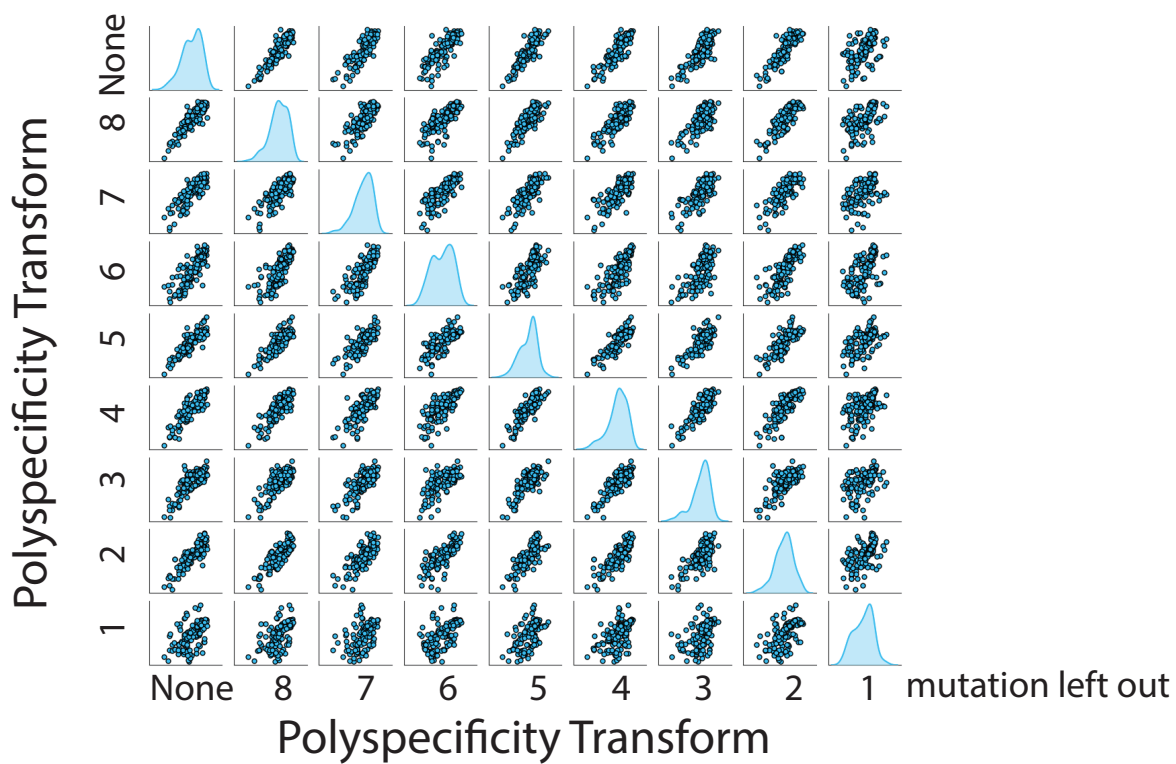 Polyspecificity Transform
None
8
7
6
5
4
3
2
1
None 8 7 6 5 4 3 2 1 mutation left out
Polyspecificity Transform